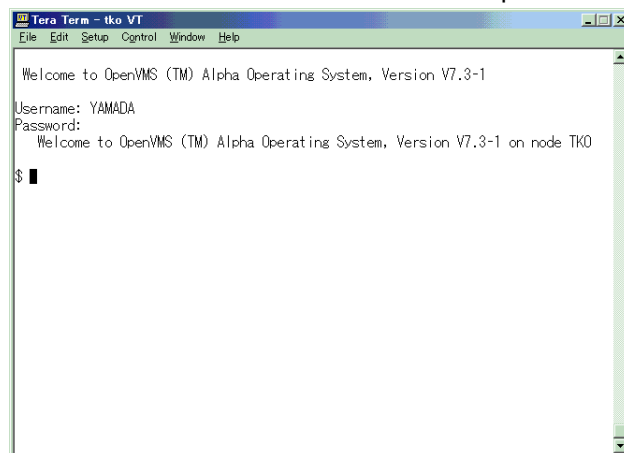 Tera Term - tko VT
File Edit Setup Control Window Help
Welcome to OpenVMS (TM) Alpha Operating System, Version V7.3-1
Username: YAMADA
Password:
Welcome to OpenVMS (TM) Alpha Operating System, Version V7.3-1 on node TKO
$